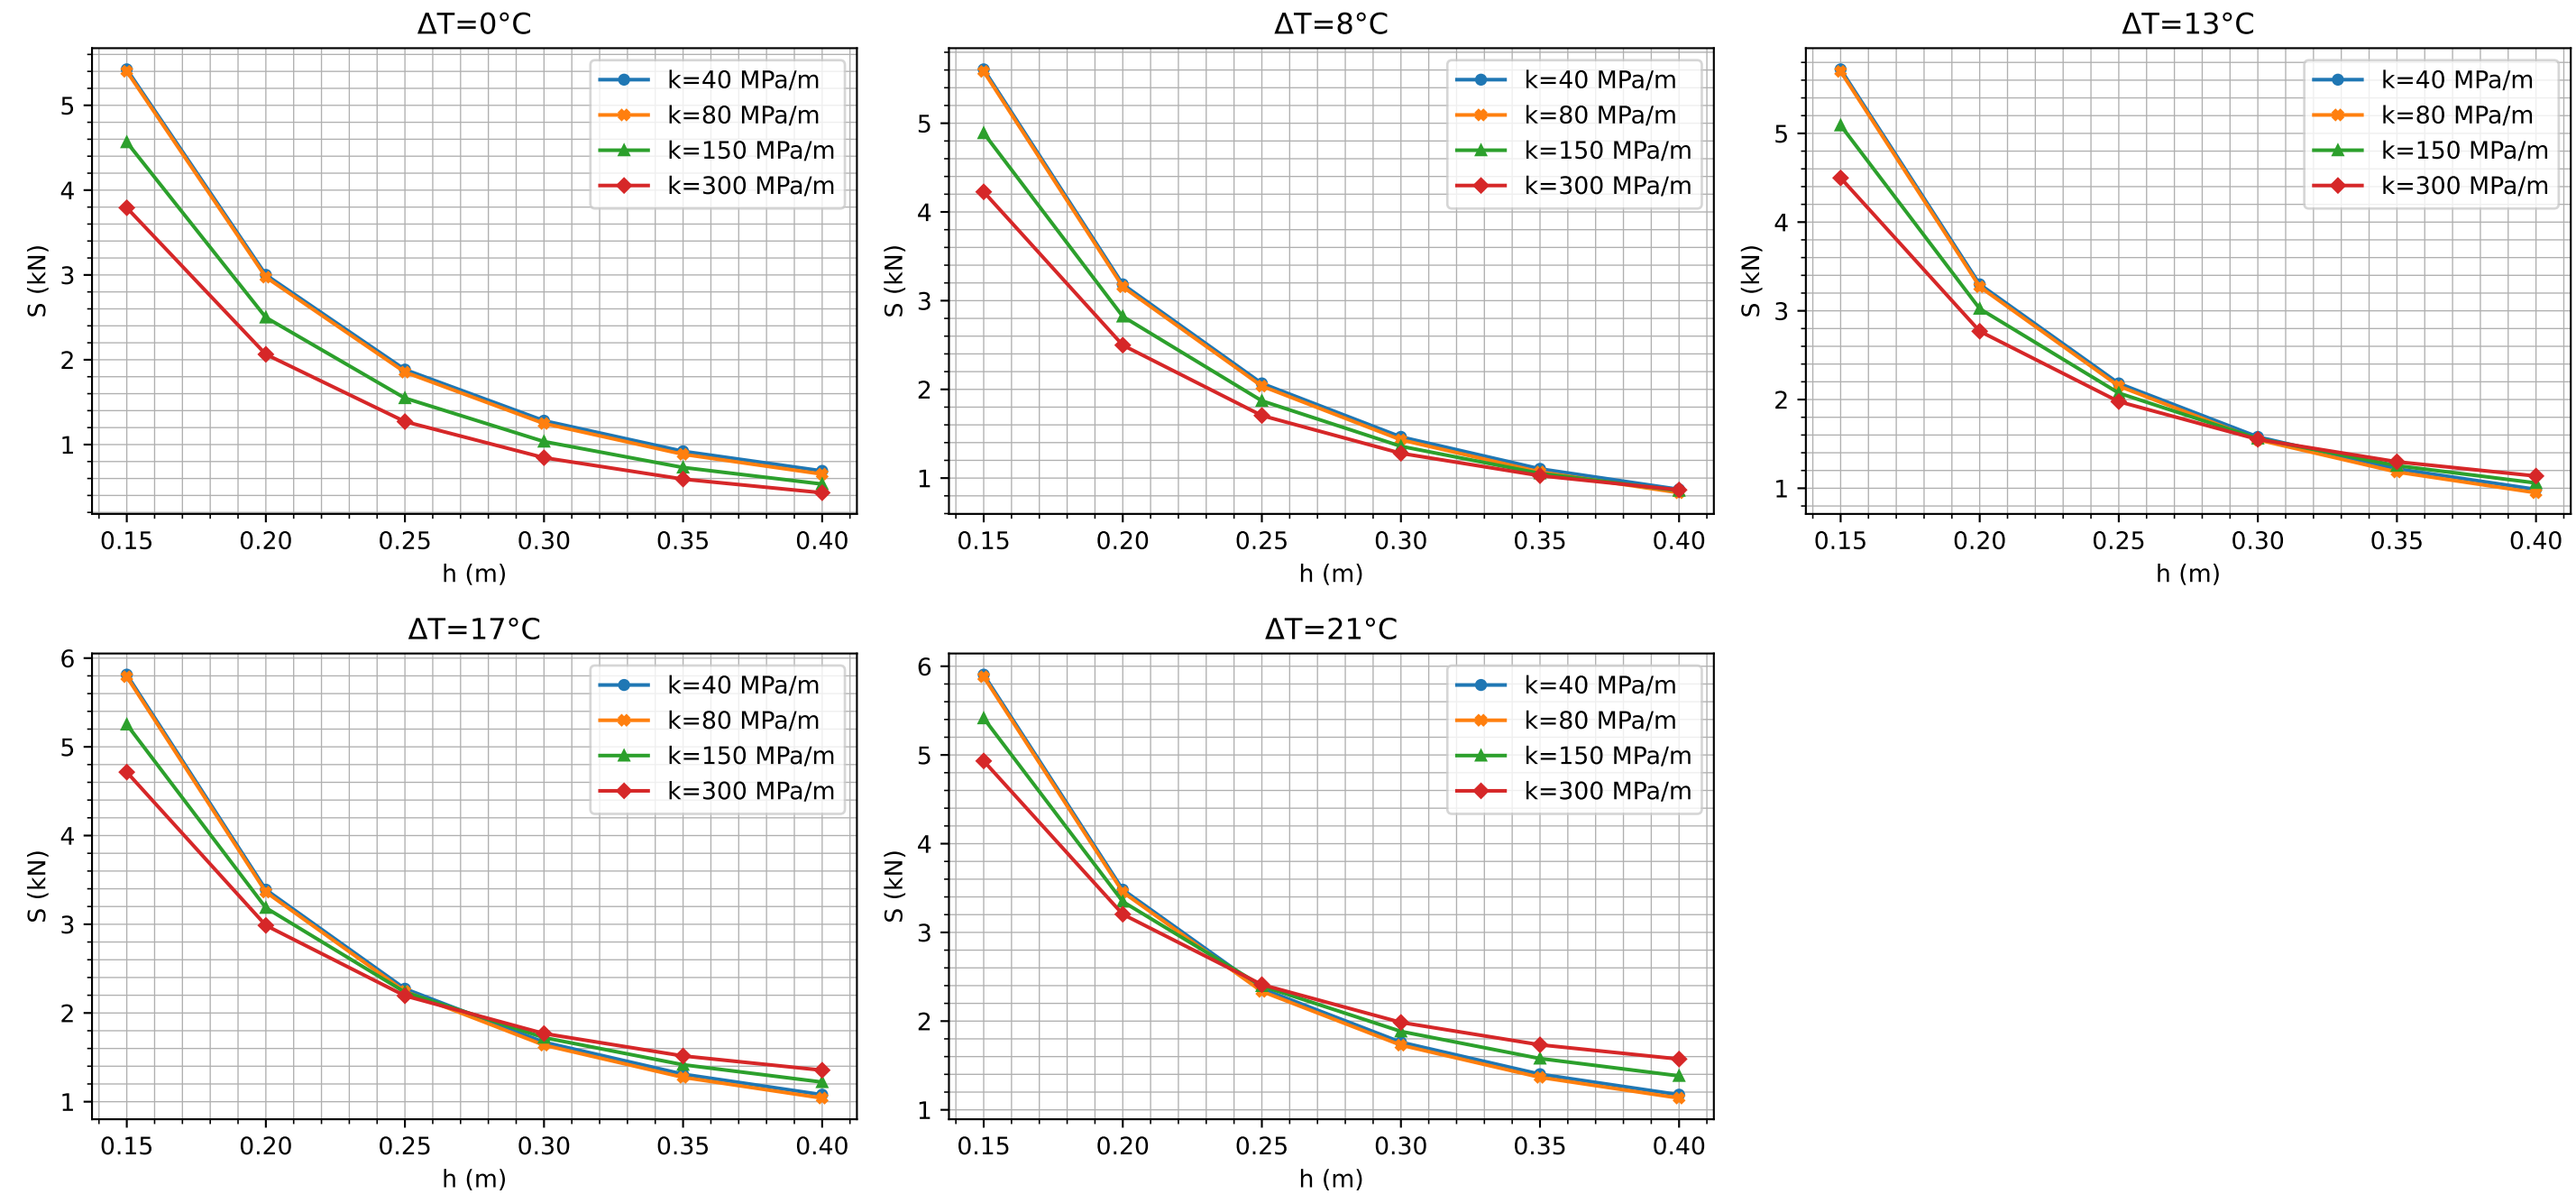 ΔT=0°C
S (kN)
5
4
3
2
1
k=40 MPa/m
k=80 MPa/m
k=150 MPa/m
k=300 MPa/m
0.15 0.20 0.25 0.30 0.35 0.40
h (m)
ΔT=8°C
S (kN)
5
4
3
2
1
k=40 MPa/m
k=80 MPa/m
k=150 MPa/m
k=300 MPa/m
0.15 0.20 0.25 0.30 0.35 0.40
h (m)
ΔT=13°C
S (kN)
5
4
3
2
1
k=40 MPa/m
k=80 MPa/m
k=150 MPa/m
k=300 MPa/m
0.15 0.20 0.25 0.30 0.35 0.40
h (m)
ΔT=17°C
S (kN)
6
5
4
3
2
1
k=40 MPa/m
k=80 MPa/m
k=150 MPa/m
k=300 MPa/m
0.15 0.20 0.25 0.30 0.35 0.40
h (m)
ΔT=21°C
S (kN)
6
5
4
3
2
1
k=40 MPa/m
k=80 MPa/m
k=150 MPa/m
k=300 MPa/m
0.15 0.20 0.25 0.30 0.35 0.40
h (m)